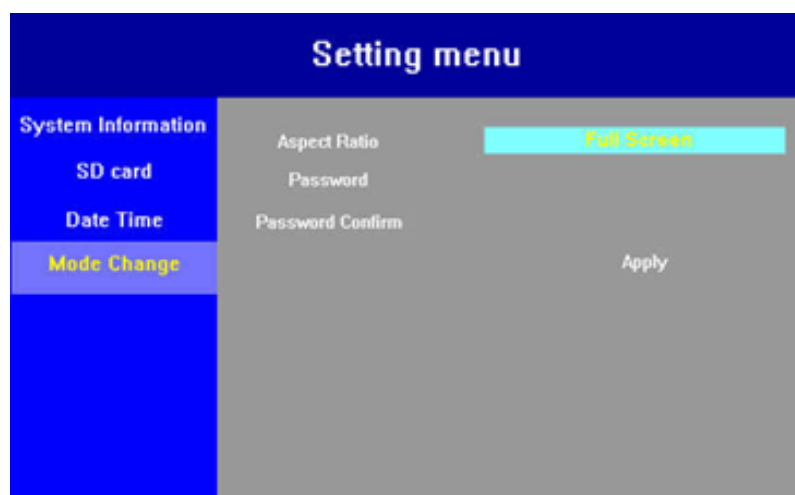 Setting menu
System Information
SD card
Date Time
Mode Change
Aspect Ratio Full Screen
Password
Password Confirm
Apply